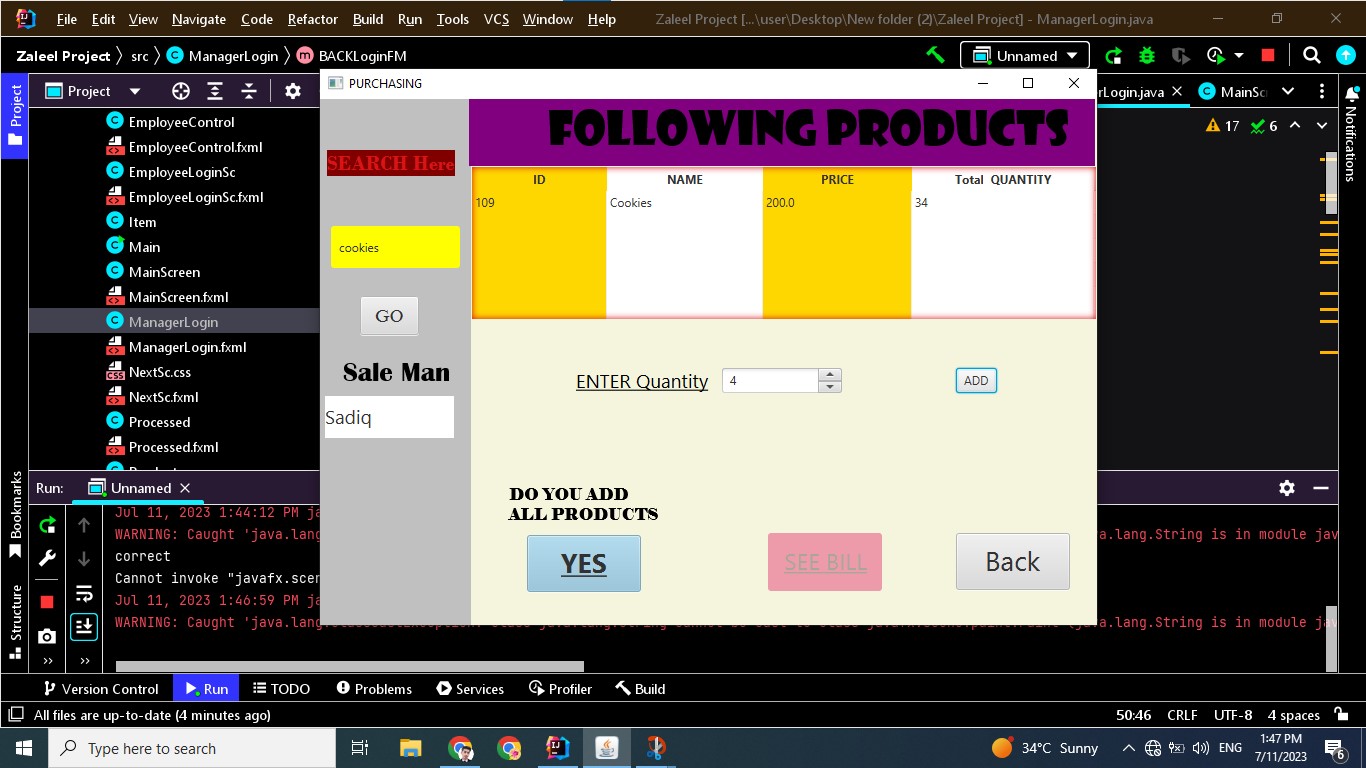 File Edit View Navigate Code Refactor Build Run Tools VCS Window Help Zaleel Project [...\user\Desktop\New folder (2)\Zaleel Project] - ManagerLogin.java
Zaleel Project src ManagerLogin BACKLoginFM Unnamed
Project
Project
PURCHASING
rLogin.java MainSc
Notifications
17 6
EmployeeControl
EmployeeControl.fxml
EmployeeLoginSc
EmployeeLoginSc.fxml
Item
Main
MainScreen
MainScreen.fxml
ManagerLogin
ManagerLogin.fxml
NextSc.css
NextSc.fxml
Processed
Processed.fxml
FOLLOWING PRODUCTS
SEARCH Here
ID NAME PRICE Total QUANTITY
109 Cookies 200.0 34
cookies
GO
Sale Man
Sadiq
ENTER Quantity 4 ADD
DO YOU ADD
ALL PRODUCTS
YES SEE BILL Back
Bookmarks
Structure
Run: Unnamed
Jul 11, 2023 1:44:12 PM ja
WARNING: Caught 'java.lang a.lang.String is in module jav
correct
Cannot invoke "javafx.scen
Jul 11, 2023 1:46:59 PM ja
WARNING: Caught 'java.lang va.lang.String is in module jav
Version Control Run TODO Problems Services Profiler Build
All files are up-to-date (4 minutes ago) 50:46 CRLF UTF-8 4 spaces
Type here to search 34°C Sunny ENG 1:47 PM
7/11/2023
6